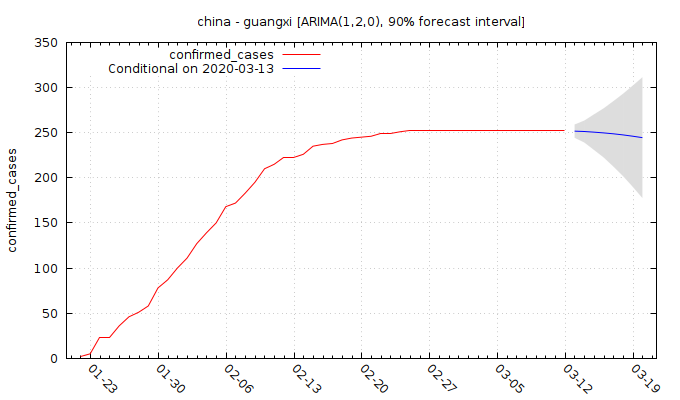 china - guangxi [ARIMA(1,2,0), 90% forecast interval]
confirmed_cases
Conditional on 2020-03-13
350
300
250
200
150
100
50
0
confirmed_cases
01-23 01-30 02-06 02-13 02-20 02-27 03-05 03-12 03-19